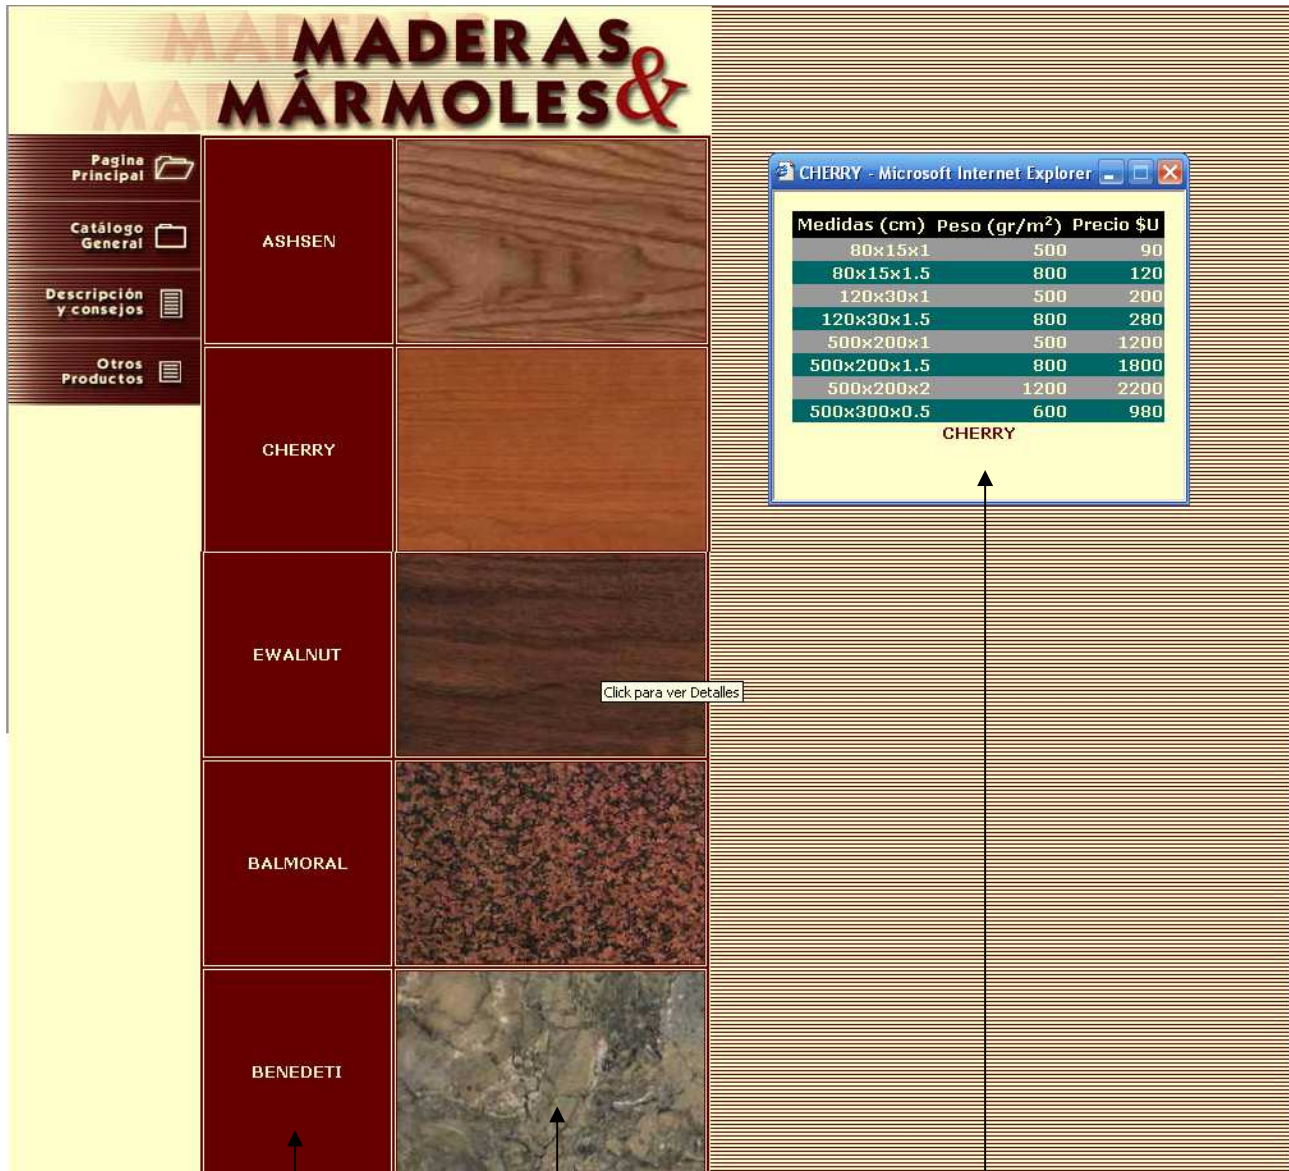 MADERAS
MÁRMOLES&
Pagina
Principal
Catálogo
General
Descripción
y consejos
Otros
Productos
ASHSEN
CHERRY
EWALNUT
Click para ver Detalles
BALMORAL
BENEDETI
CHERRY - Microsoft Internet Explorer
Medidas (cm) Peso (gr/m²) Precio $U
80x15x1 500 90
80x15x1.5 800 120
120x30x1 500 200
120x30x1.5 800 280
500x200x1 500 1200
500x200x1.5 800 1800
500x200x2 1200 2200
500x300x0.5 600 980
CHERRY